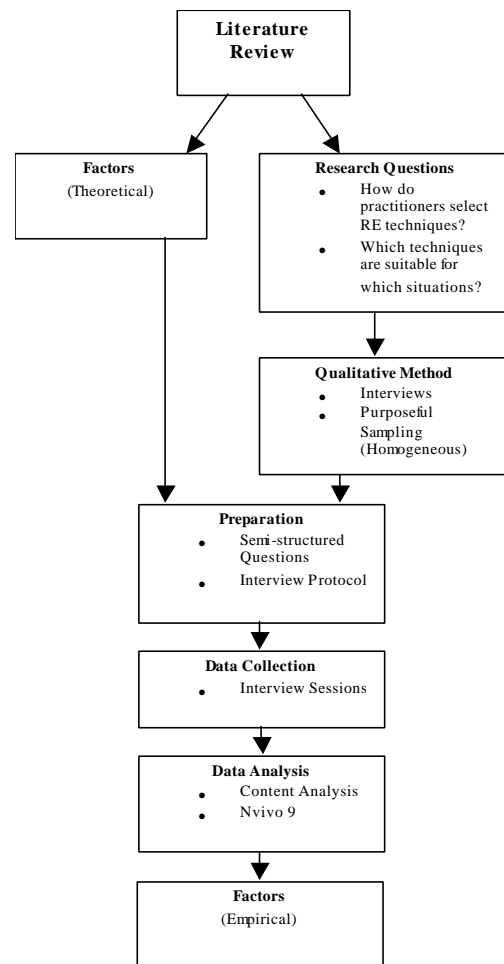 Literature
Review
Factors
(Theoretical)
Research Questions
• How do
practitioners select
RE techniques?
• Which techniques
are suitable for
which situations?
Qualitative Method
• Interviews
• Purposeful
Sampling
(Homogeneous)
Preparation
• Semi-structured
Questions
• Interview Protocol
Data Collection
• Interview Sessions
Data Analysis
• Content Analysis
• Nvivo 9
Factors
(Empirical)